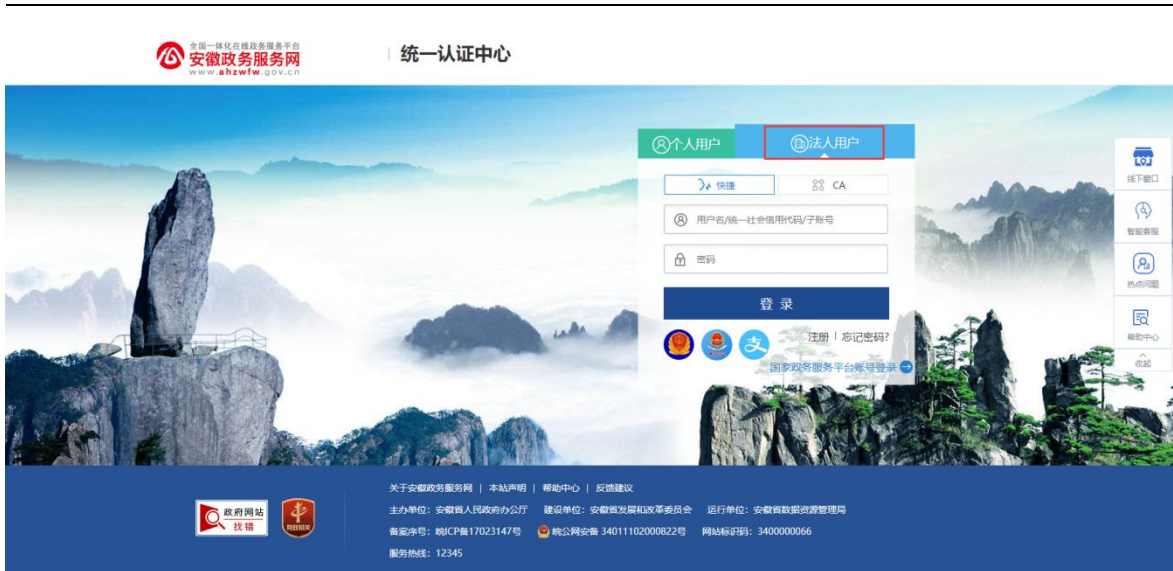 全国一体化在线政务服务平台
安徽政务服务网
www.ahzwfw.gov.cn
统一认证中心
个人用户
法人用户
快捷
CA
用户名/统一社会信用代码/子账号
密码
登录
注册 | 忘记密码?
国家政务服务平台账号登录
线下窗口
智能客服
热点问题
帮助中心
收起
政府网站
找错
关于安徽政务服务网 | 本站声明 | 帮助中心 | 反馈建议
主办单位：安徽省人民政府办公厅 建设单位：安徽省发展和改革委员会 运行单位：安徽省数据资源管理局
备案序号：皖ICP备17023147号 皖公网安备 34011102000822号 网站标识码：3400000066
服务热线：12345